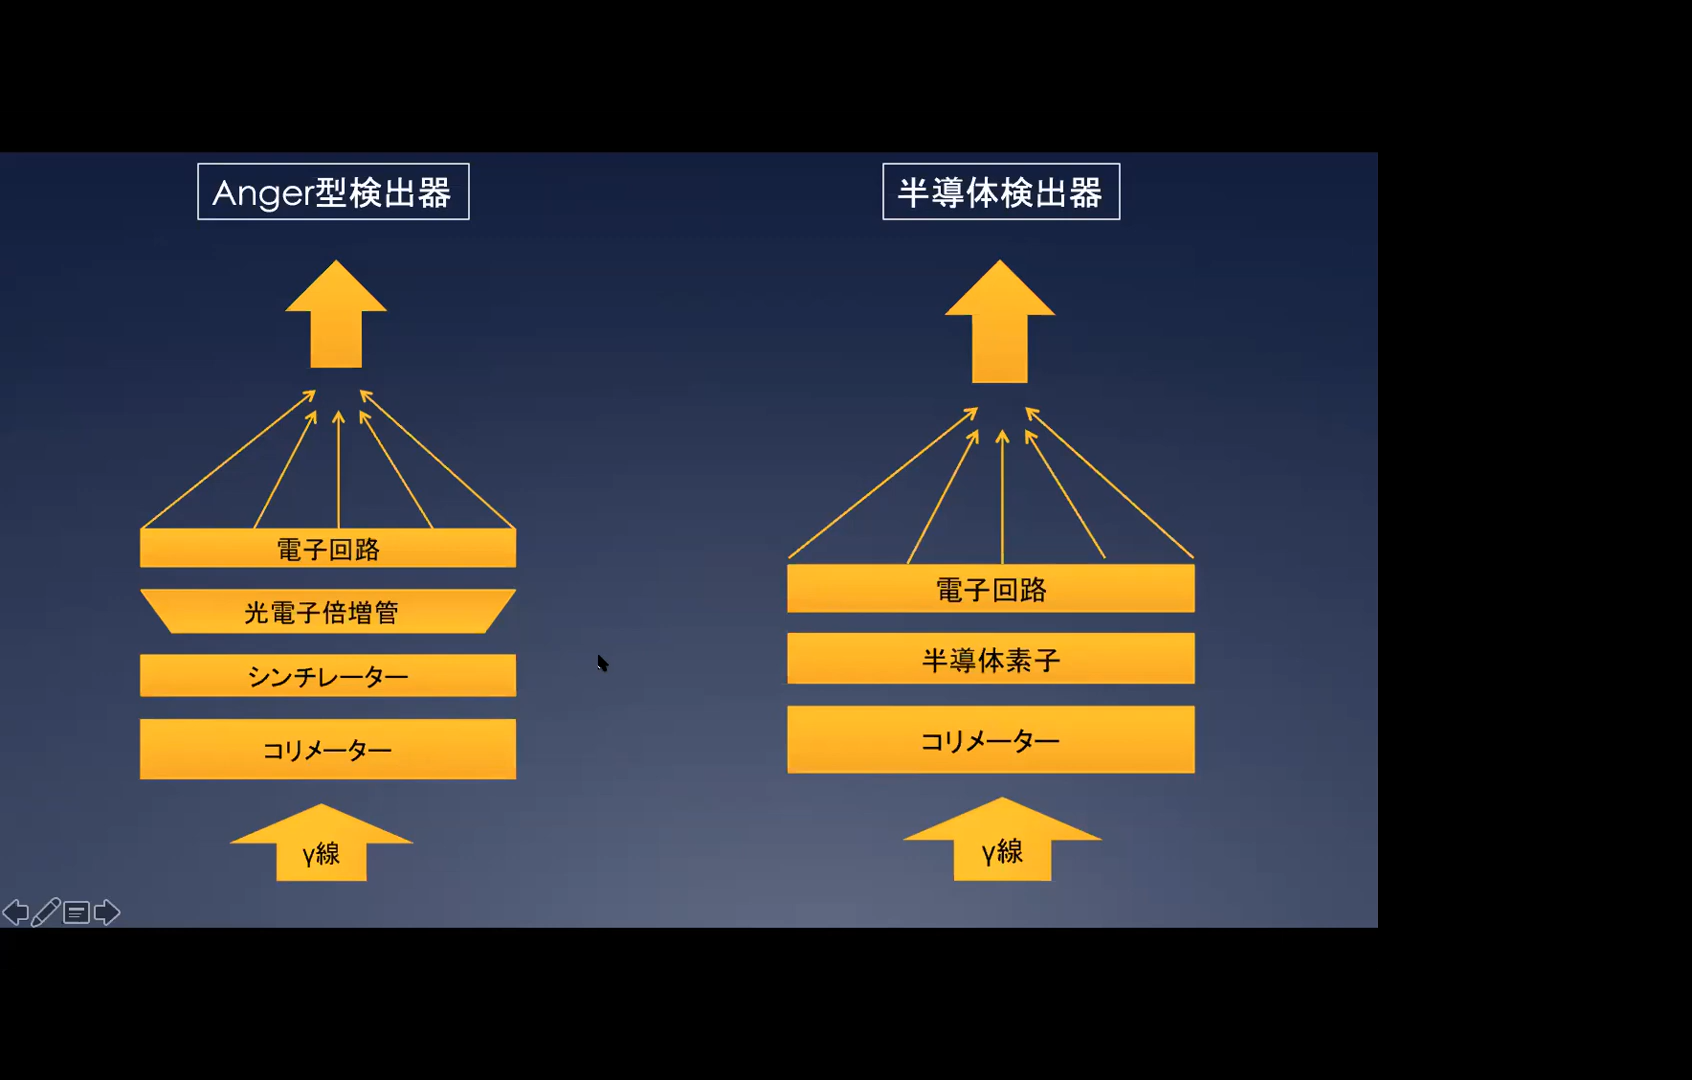 Anger型検出器
電子回路
光電子倍増管
シンチレーター
コリメーター
γ線
半導体検出器
電子回路
半導体素子
コリメーター
γ線